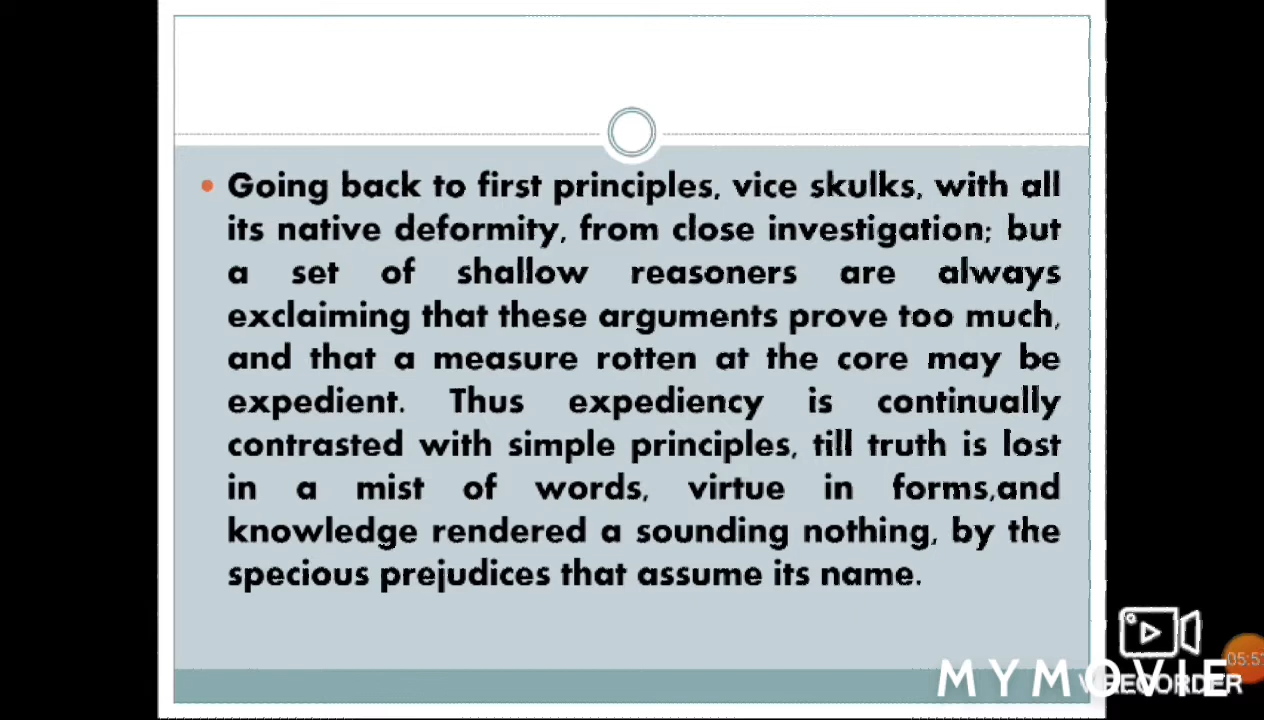 Going back to first principles, vice skulks, with all
its native deformity, from close investigation; but
a set of shallow reasoners are always
exclaiming that these arguments prove too much,
and that a measure rotten at the core may be
expedient. Thus expediency is continually
contrasted with simple principles, till truth is lost
in a mist of words, virtue in forms,and
knowledge rendered a sounding nothing, by the
specious prejudices that assume its name.
05:57
MYMOVIE
RECORDER